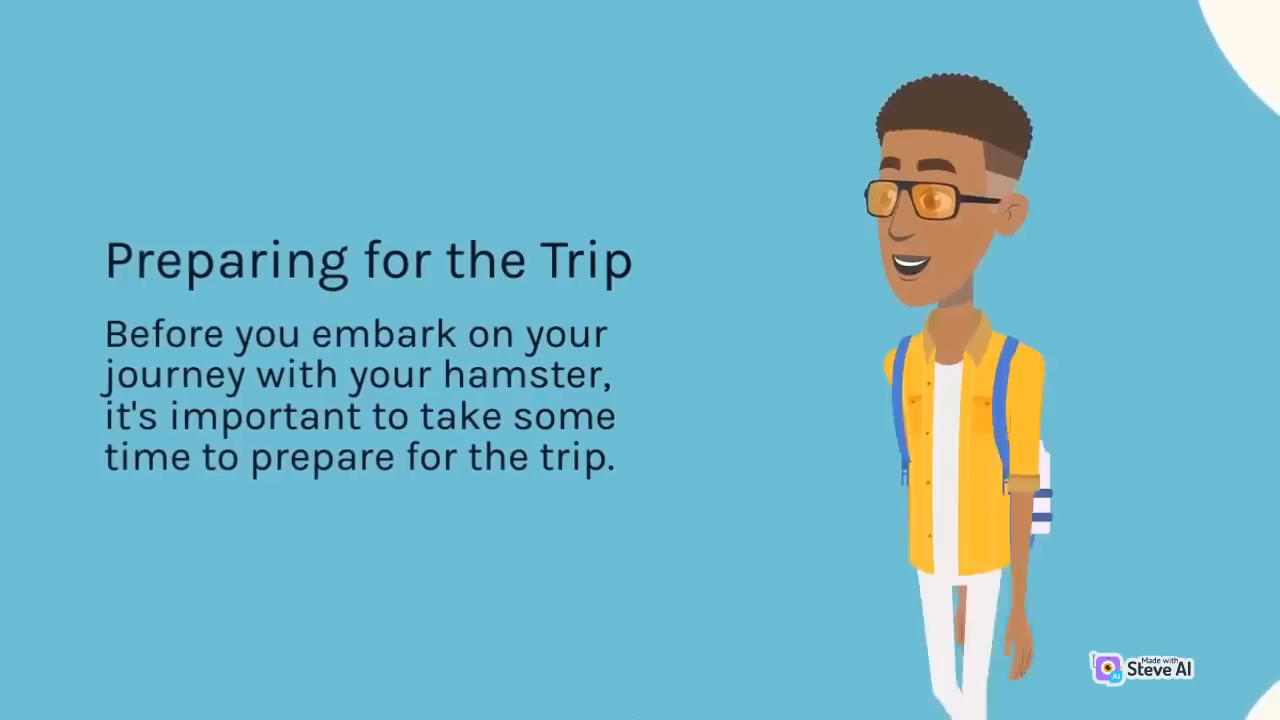 Preparing for the Trip
Before you embark on your
journey with your hamster,
it's important to take some
time to prepare for the trip.
Made with
Steve AI
AI